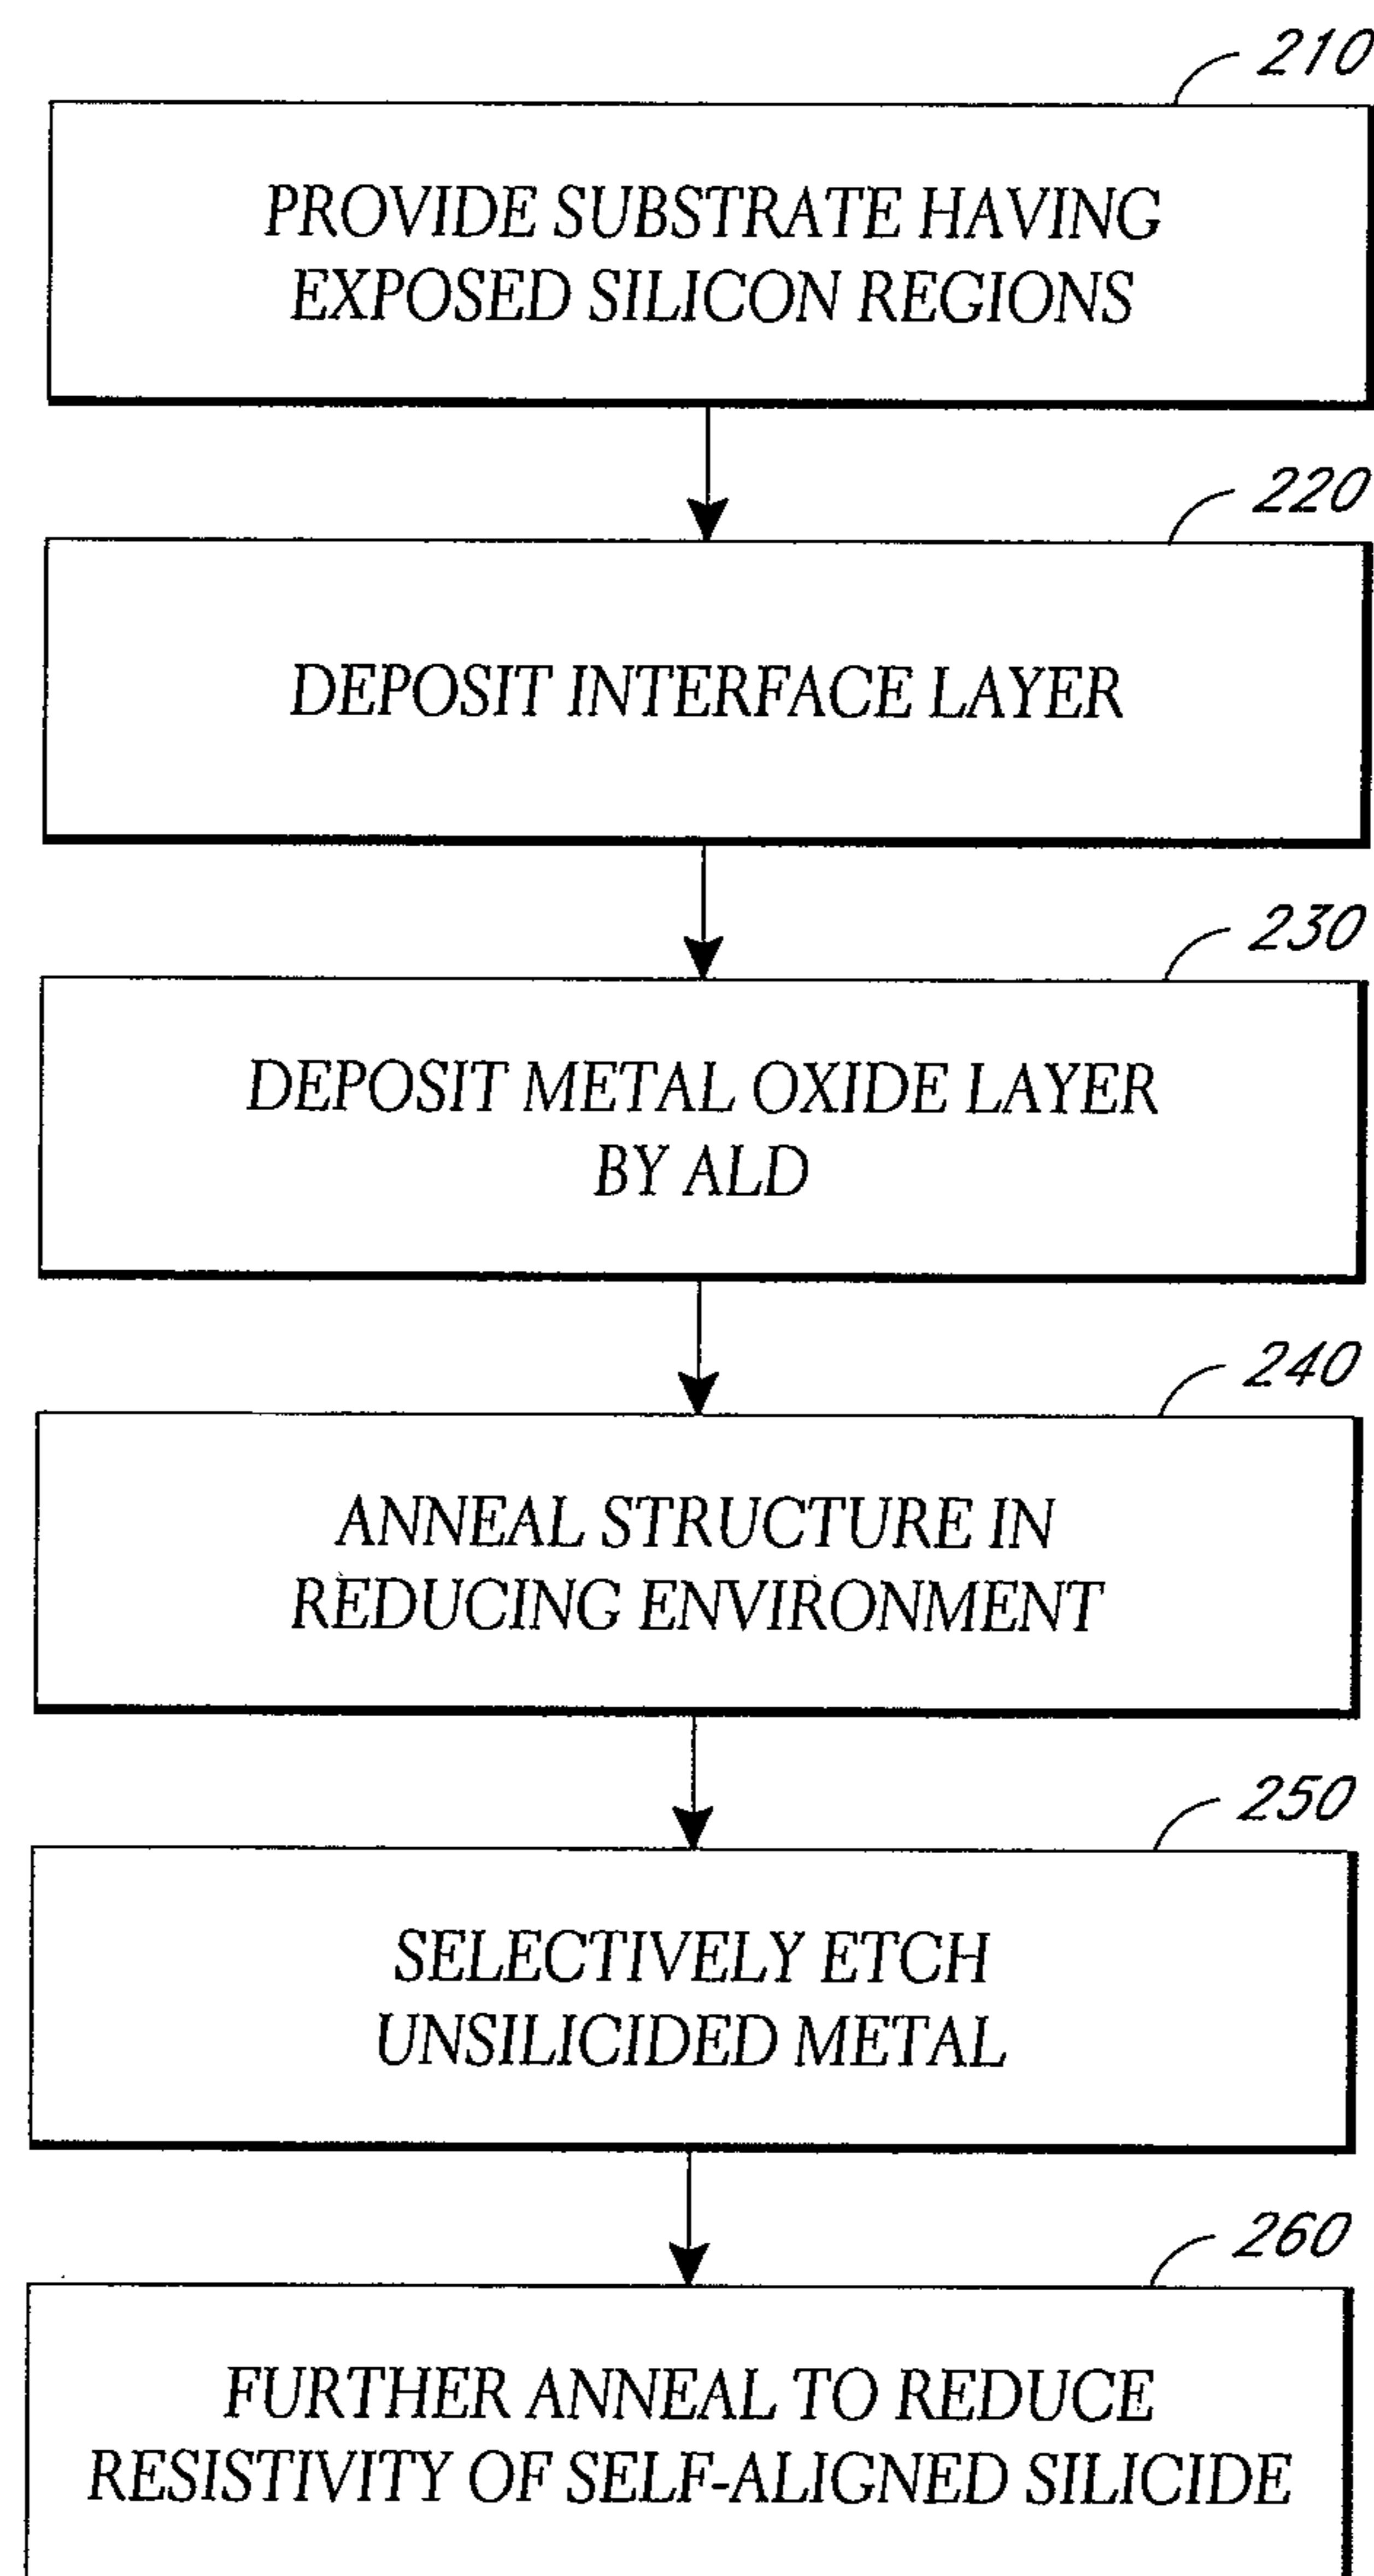 210
PROVIDE SUBSTRATE HAVING
EXPOSED SILICON REGIONS
220
DEPOSIT INTERFACE LAYER
230
DEPOSIT METAL OXIDE LAYER
BY ALD
240
ANNEAL STRUCTURE IN
REDUCING ENVIRONMENT
250
SELECTIVELY ETCH
UNSILICIDED METAL
260
FURTHER ANNEAL TO REDUCE
RESISTIVITY OF SELF-ALIGNED SILICIDE